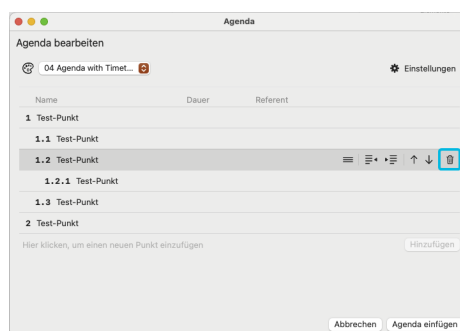 Agenda
Agenda bearbeiten
04 Agenda with Timet...
Einstellungen
Name Dauer Referent
1 Test-Punkt
1.1 Test-Punkt
1.2 Test-Punkt
1.2.1 Test-Punkt
1.3 Test-Punkt
2 Test-Punkt
Hier klicken, um einen neuen Punkt einzufügen Hinzufügen
Abbrechen Agenda einfügen